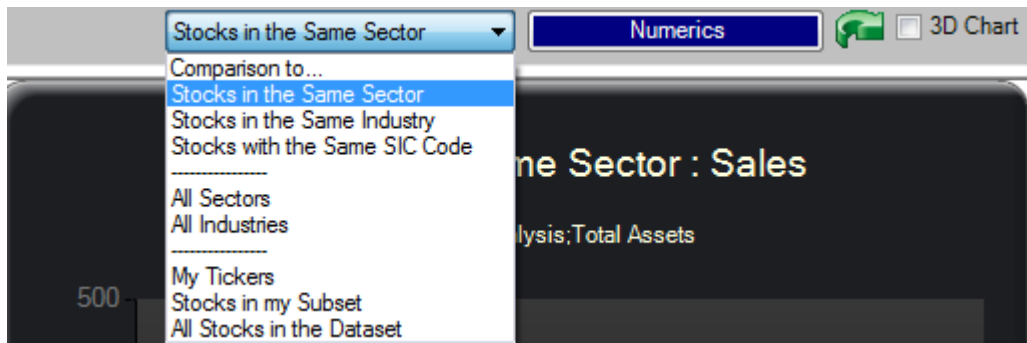 Stocks in the Same Sector Numerics 3D Chart
Comparison to...
Stocks in the Same Sector
Stocks in the Same Industry
Stocks with the Same SIC Code
----------------
All Sectors
All Industries
----------------
My Tickers
Stocks in my Subset
All Stocks in the Dataset
Sector : Sales
Total Assets
500